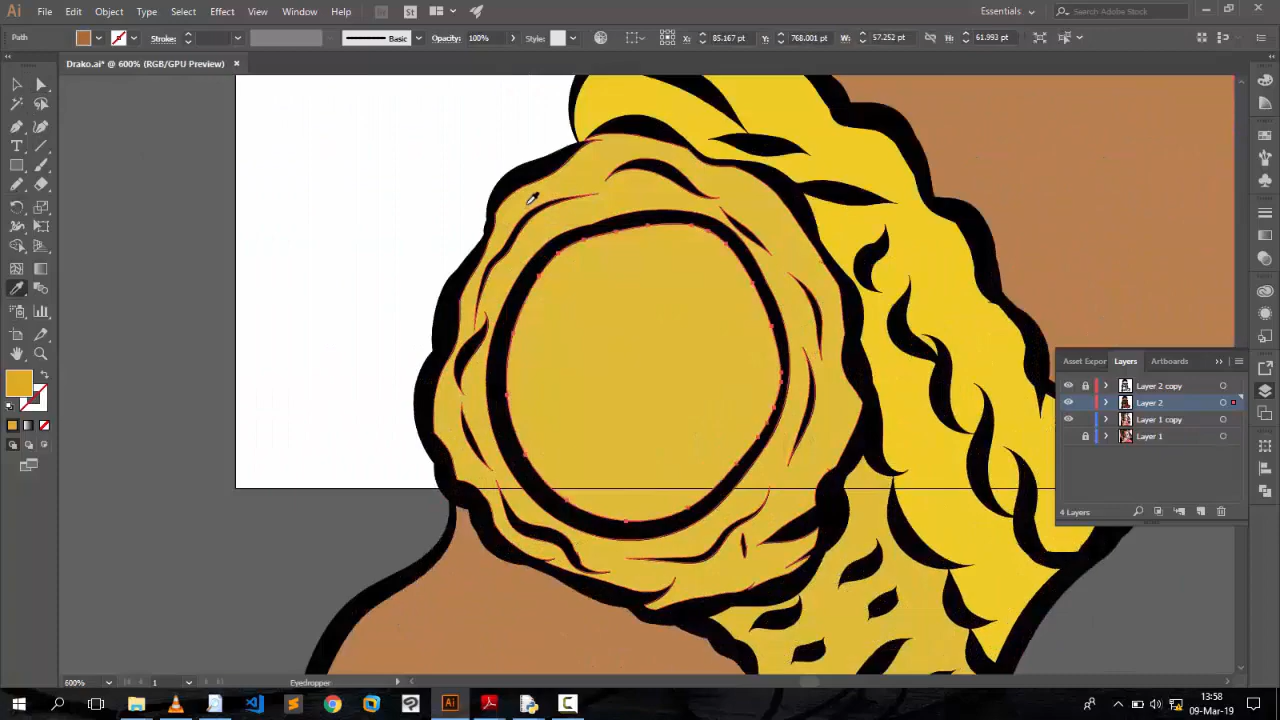 Ai File Edit Object Type Select Effect View Window Help St Essentials Search Adobe Stock
Path Stroke: Basic Opacity: 100% Style: X: 85.167 pt Y: 768.001 pt W: 57.252 pt H: 61.993 pt
Drako.ai* @ 600% (RGB/GPU Preview) ×
Asset Expor Layers Artboards
Layer 2 copy
Layer 2
Layer 1 copy
Layer 1
4 Layers
600% 1 Eyedropper
Ai
13:58
09-Mar-19